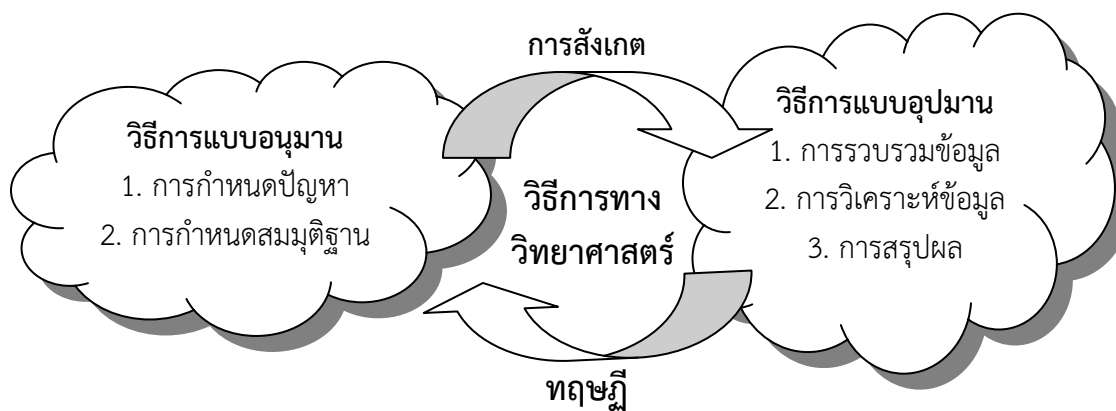 การสังเกต
วิธีการแบบอนุมาน
1. การกำหนดปัญหา
2. การกำหนดสมมุติฐาน
วิธีการทาง
วิทยาศาสตร์
วิธีการแบบอุปมาน
1. การรวบรวมข้อมูล
2. การวิเคราะห์ข้อมูล
3. การสรุปผล
ทฤษฏี